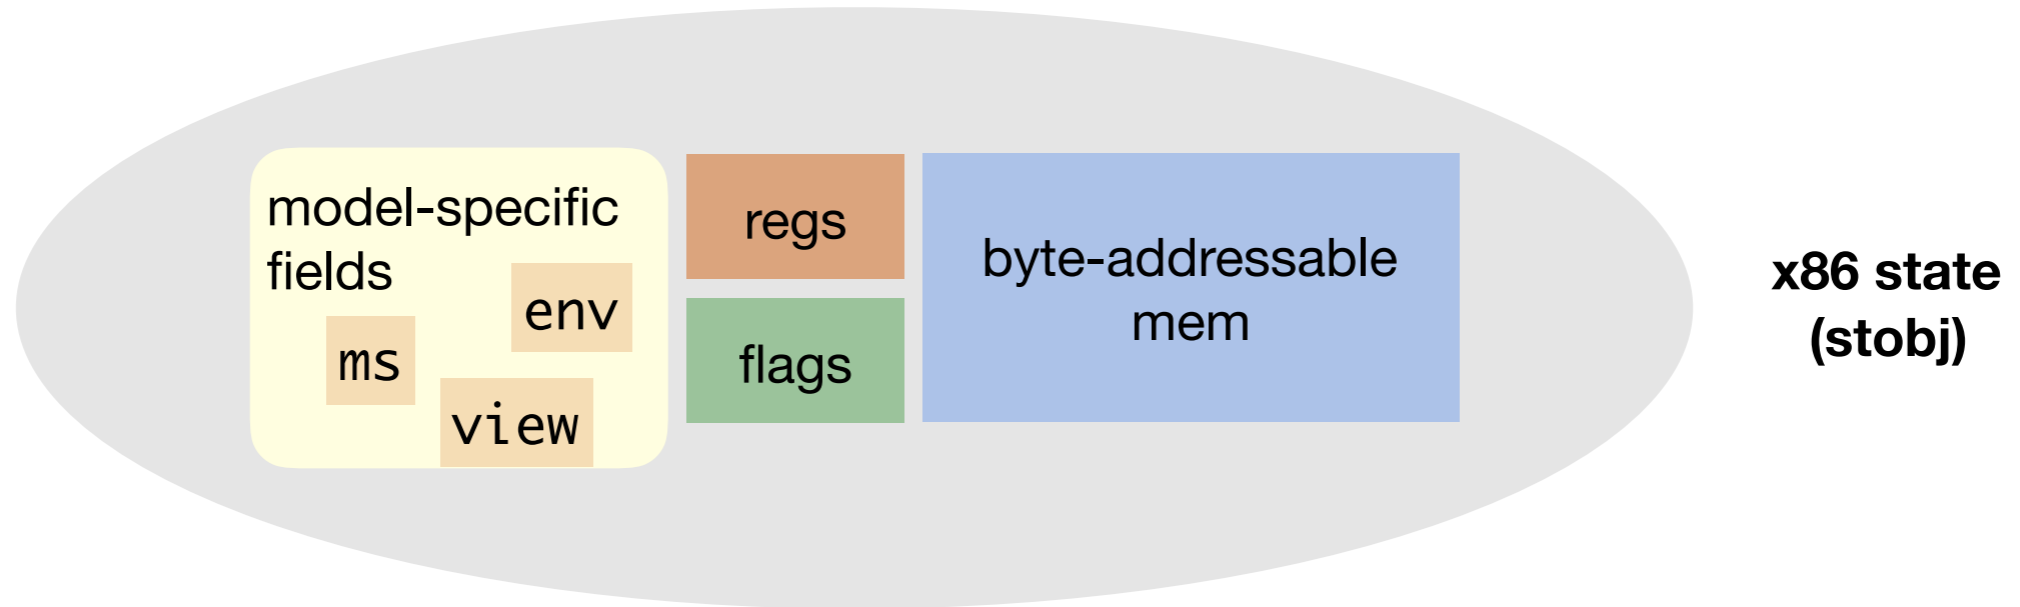 model-specific
fields
env
ms
view
regs
flags
byte-addressable
mem
x86 state
(stobj)